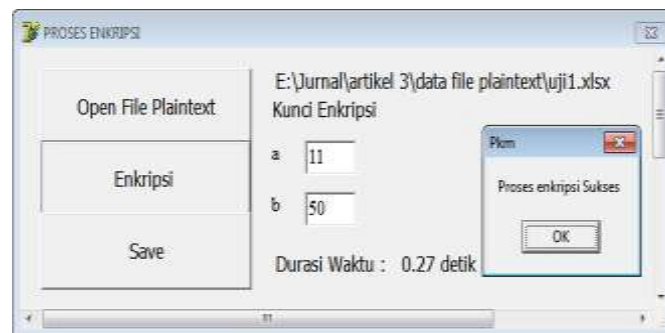 PROSES ENKRIPSI
Open File Plaintext
Enkripsi
Save
E:\Jurnal\artikel 3\data file plaintext\uji1.xlsx
Kunci Enkripsi
a 11
b 50
Durasi Waktu : 0.27 detik
Pkm
Proses enkripsi Sukses
OK